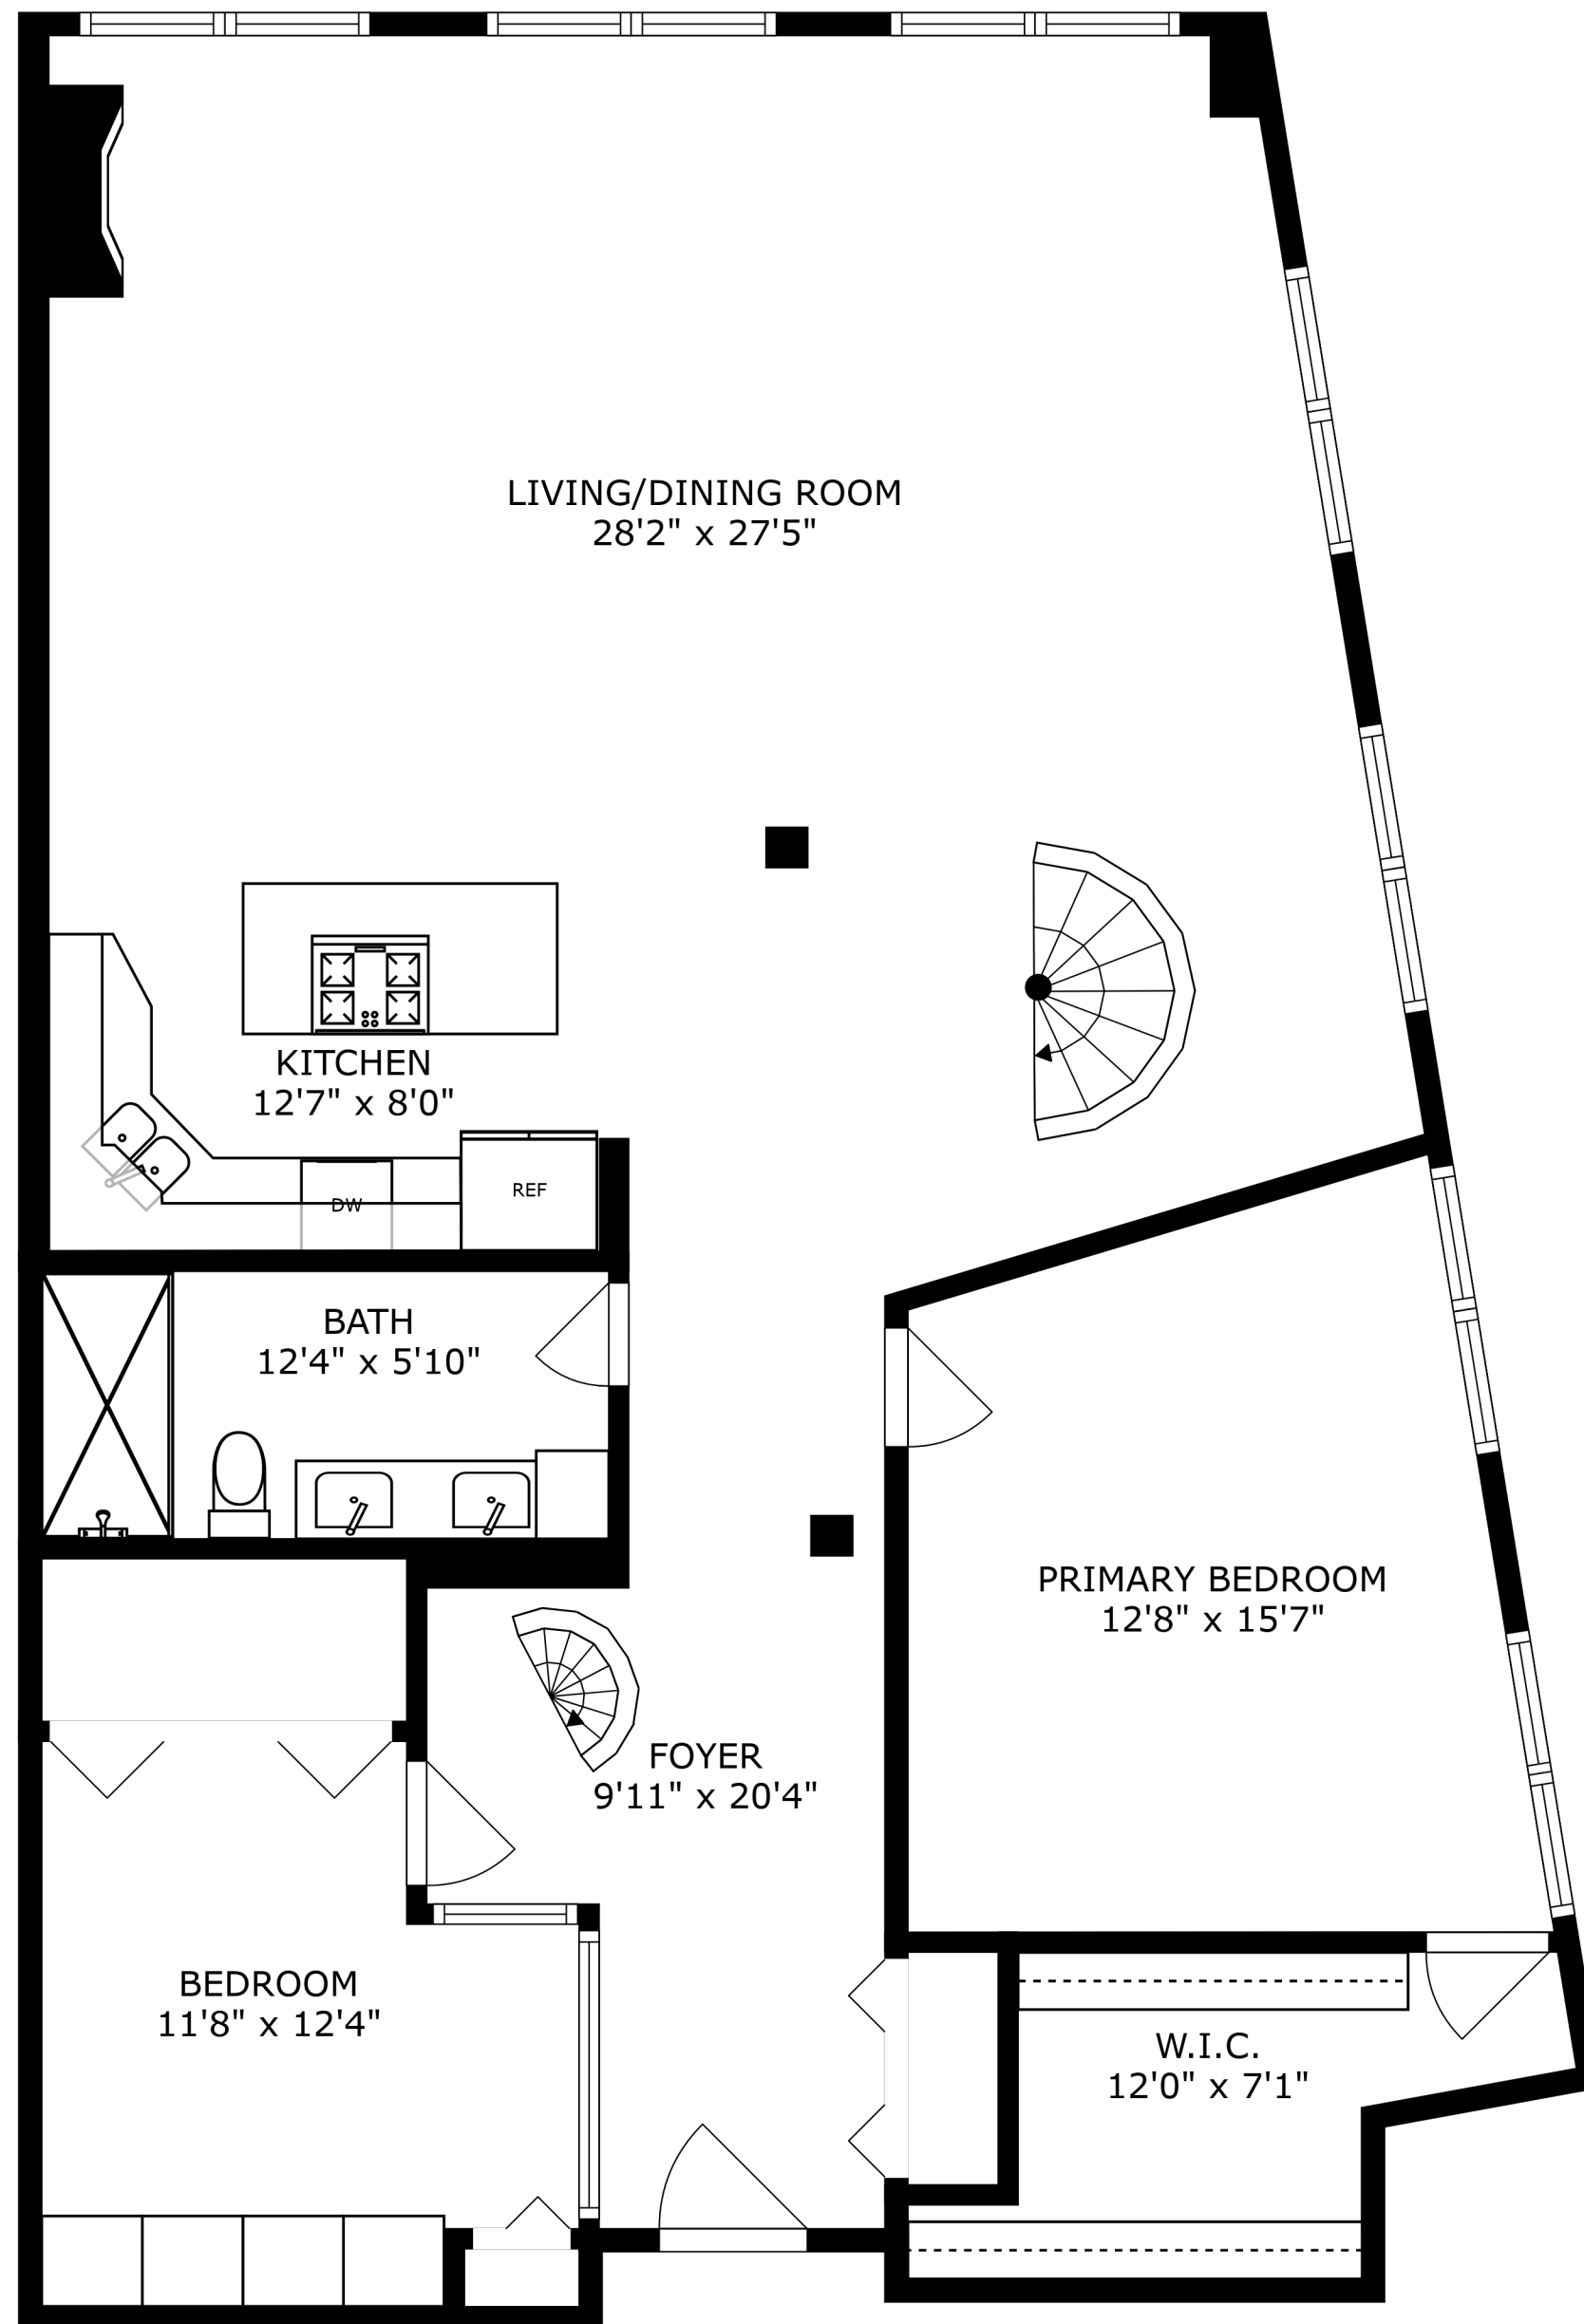 LIVING/DINING ROOM
28'2" x 27'5"
KITCHEN
12'7" x 8'0"
REF
DW
BATH
12'4" x 5'10"
PRIMARY BEDROOM
12'8" x 15'7"
FOYER
9'11" x 20'4"
BEDROOM
11'8" x 12'4"
W.I.C.
12'0" x 7'1"